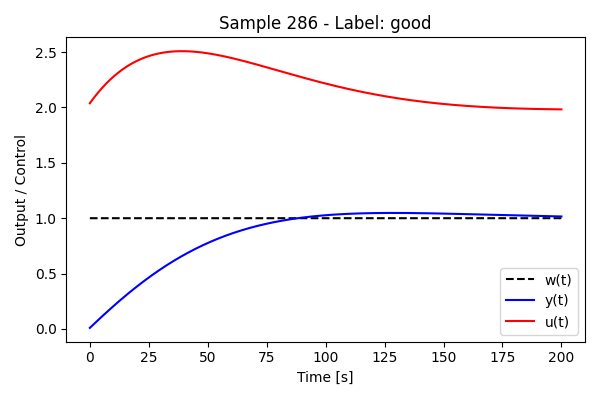 Sample 286 - Label: good
Output / Control
2.5
2.0
1.5
1.0
0.5
0.0
w(t)
y(t)
u(t)
0 25 50 75 100 125 150 175 200
Time [s]